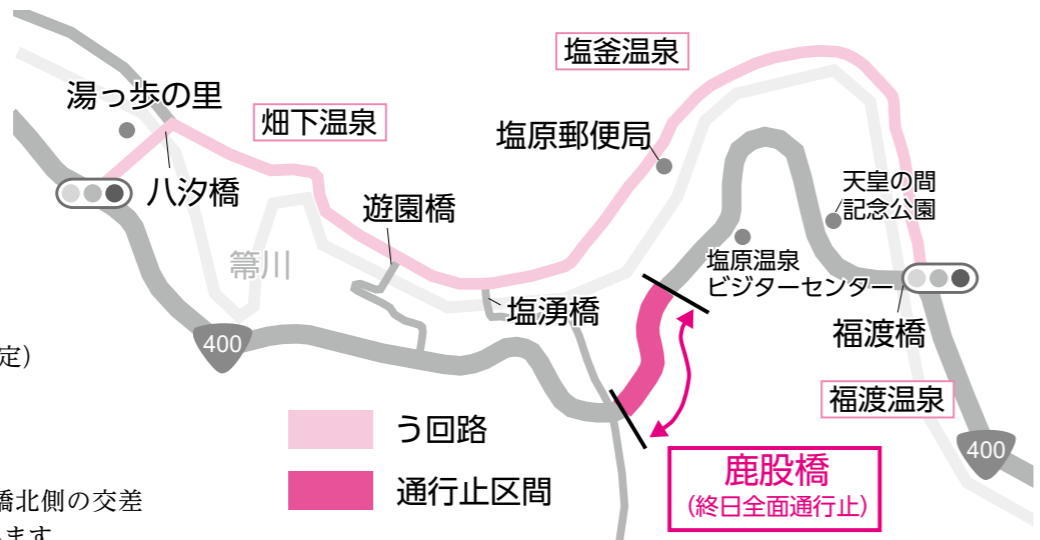 塩釜温泉
湯っ歩の里
畑下温泉
塩原郵便局
八汐橋
遊園橋
天皇の間
記念公園
箒川
塩原温泉
ビジターセンター
塩湧橋
福渡橋
400
定）
福渡温泉
う回路
400
鹿股橋
（終日全面通行止）
通行止区間
橋北側の交差
ます